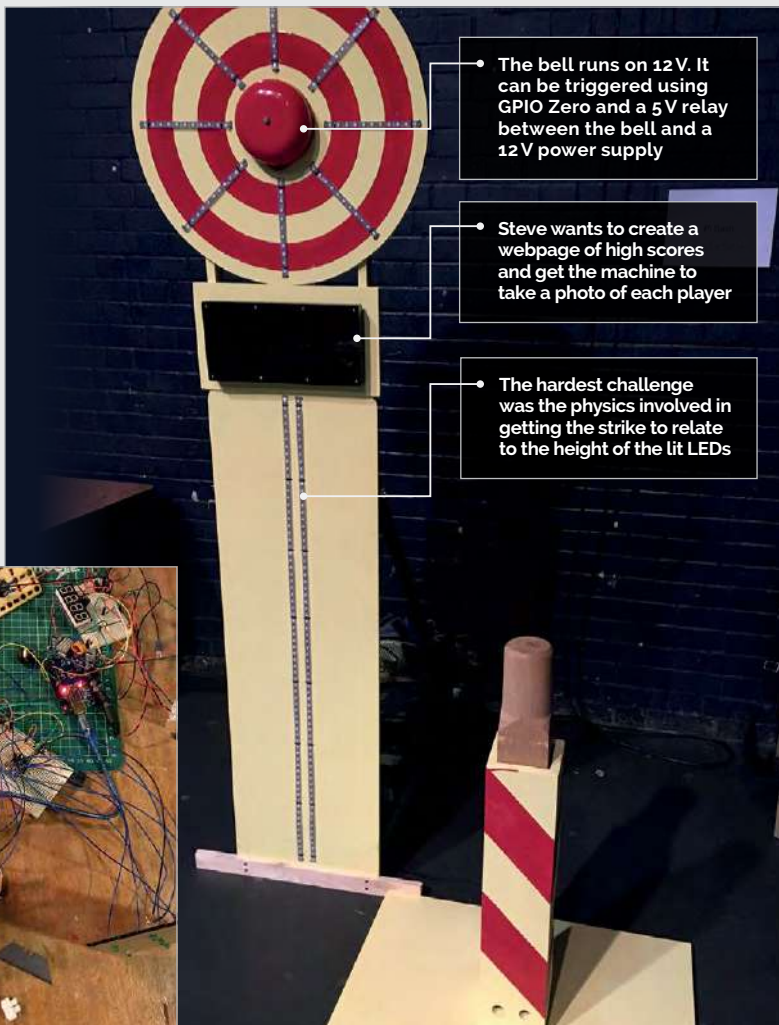 The bell runs on 12 V. It
can be triggered using
GPIO Zero and a 5 V relay
between the bell and a
12 V power supply
Steve wants to create a
webpage of high scores
and get the machine to
take a photo of each player
The hardest challenge
was the physics involved in
getting the strike to relate
to the height of the lit LEDs